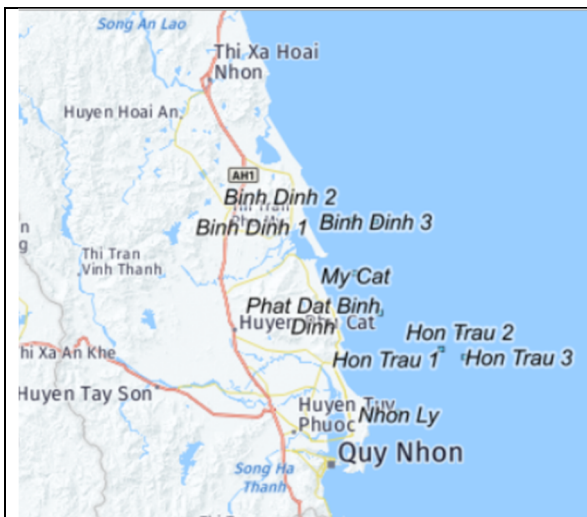 Song An Lao
Thi Xa Hoai
Nhon
Huyen Hoai An
AH1
Binh Dinh 2
Thi Tran
Binh Dinh 1
Binh Dinh 3
Thi Tran
Vinh Thanh
My Cat
Phat Dat Binh
Dinh
Huyen Cat
Hon Trau 2
Thi Xa An Khe
Hon Trau 1
Hon Trau 3
Huyen Tay Son
Huyen Tuy
Phuoc
Nhon Ly
Quy Nhon
Song Ha
Thanh